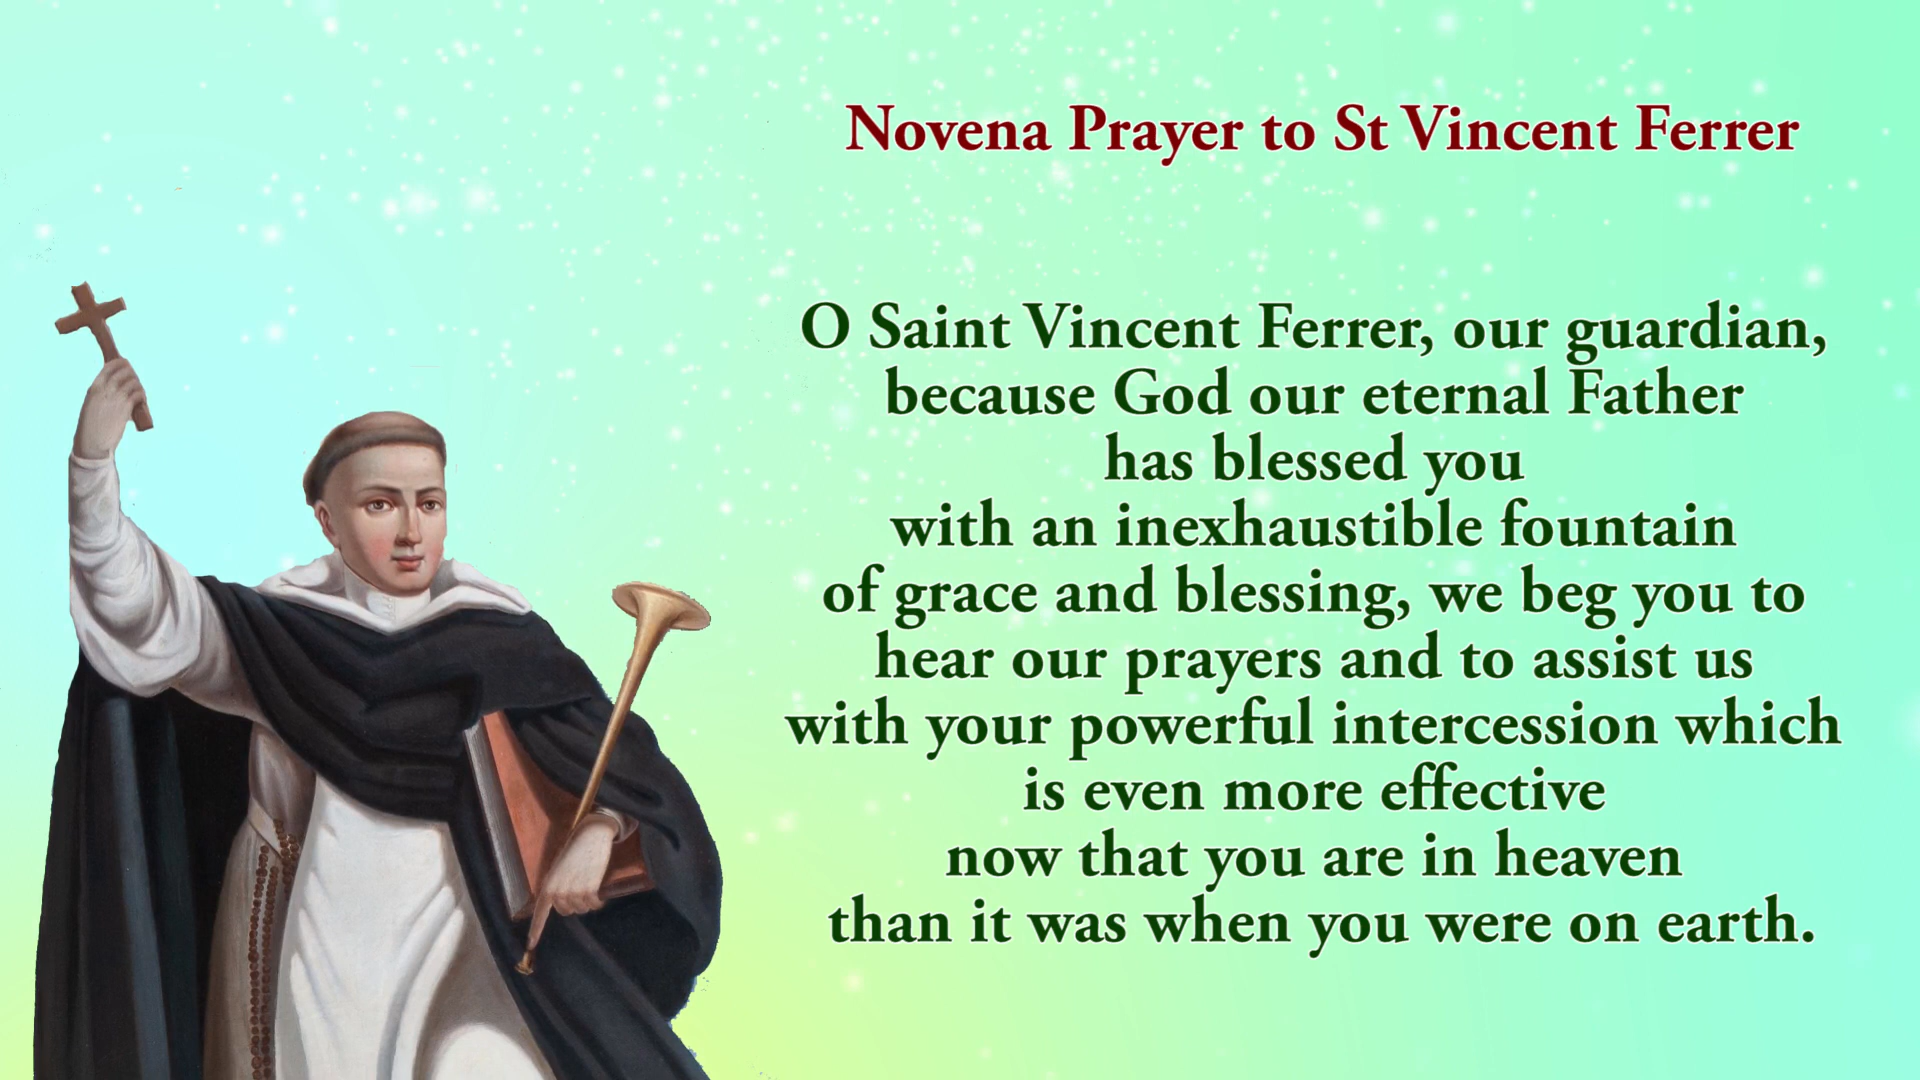 Novena Prayer to St Vincent Ferrer
O Saint Vincent Ferrer, our guardian,
because God our eternal Father
has blessed you
with an inexhaustible fountain
of grace and blessing, we beg you to
hear our prayers and to assist us
with your powerful intercession which
is even more effective
now that you are in heaven
than it was when you were on earth.